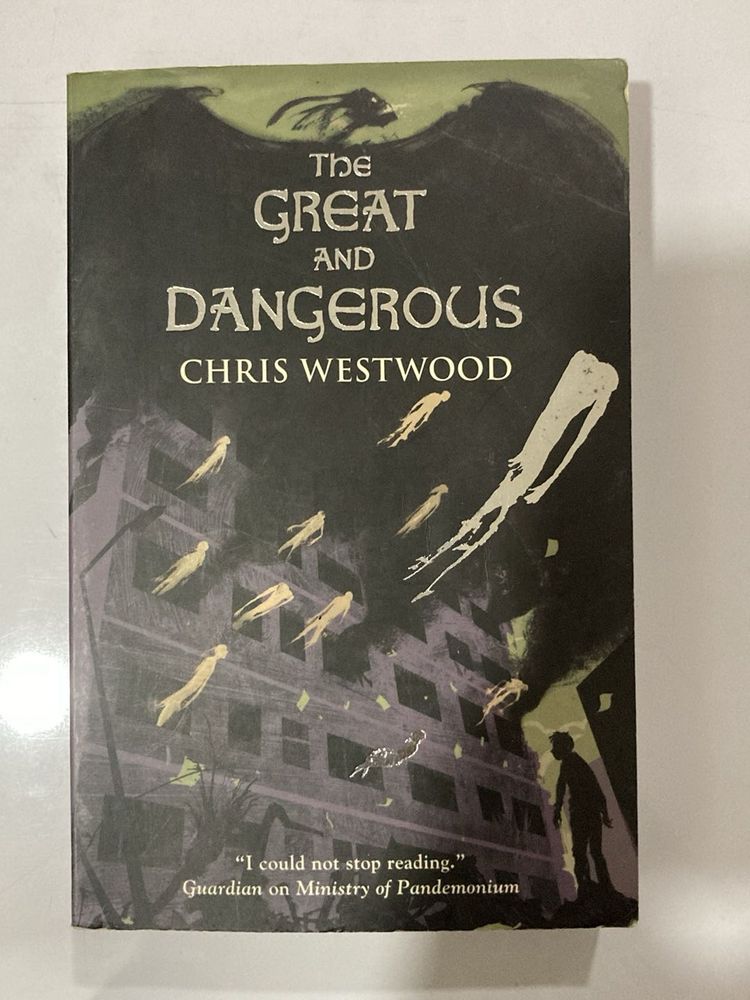 The
GREAT
AND
DANGEROUS
CHRIS WESTWOOD
“I could not stop reading.”
Guardian on Ministry of Pandemonium